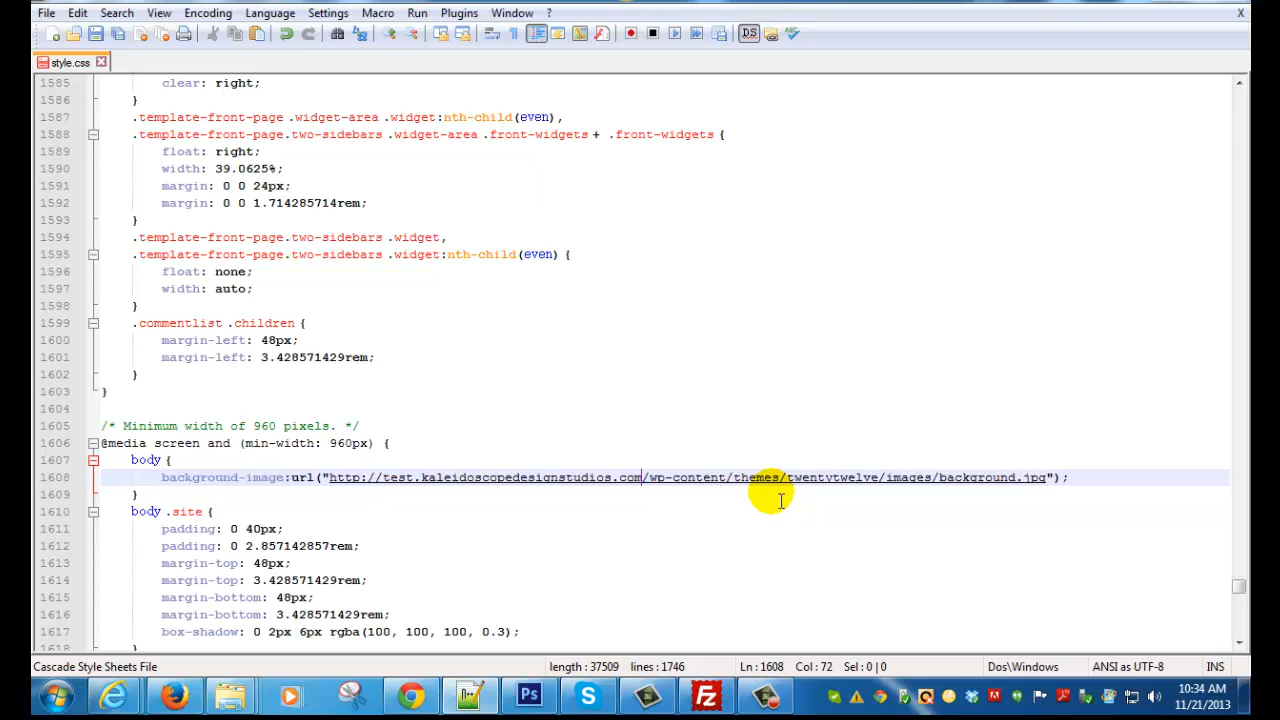 File Edit Search View Encoding Language Settings Macro Run Plugins Window ? X
style.css
1585 clear: right;
1586 }
1587 .template-front-page .widget-area .widget:nth-child(even),
1588 .template-front-page.two-sidebars .widget-area .front-widgets + .front-widgets {
1589 float: right;
1590 width: 39.0625%;
1591 margin: 0 0 24px;
1592 margin: 0 0 1.714285714rem;
1593 }
1594 .template-front-page.two-sidebars .widget,
1595 .template-front-page.two-sidebars .widget:nth-child(even) {
1596 float: none;
1597 width: auto;
1598 }
1599 .commentlist .children {
1600 margin-left: 48px;
1601 margin-left: 3.428571429rem;
1602 }
1603 }
1604
1605 /* Minimum width of 960 pixels. */
1606 @media screen and (min-width: 960px) {
1607 body {
1608 background-image:url("http://test.kaleidoscopedesignstudios.com/wp-content/themes/twentytwelve/images/background.jpg");
1609 }
1610 body .site {
1611 padding: 0 40px;
1612 padding: 0 2.857142857rem;
1613 margin-top: 48px;
1614 margin-top: 3.428571429rem;
1615 margin-bottom: 48px;
1616 margin-bottom: 3.428571429rem;
1617 box-shadow: 0 2px 6px rgba(100, 100, 100, 0.3);
1618 }
Cascade Style Sheets File length : 37509 lines : 1746 Ln : 1608 Col : 72 Sel : 0 | 0 Dos\Windows ANSI as UTF-8 INS
10:34 AM
11/21/2013